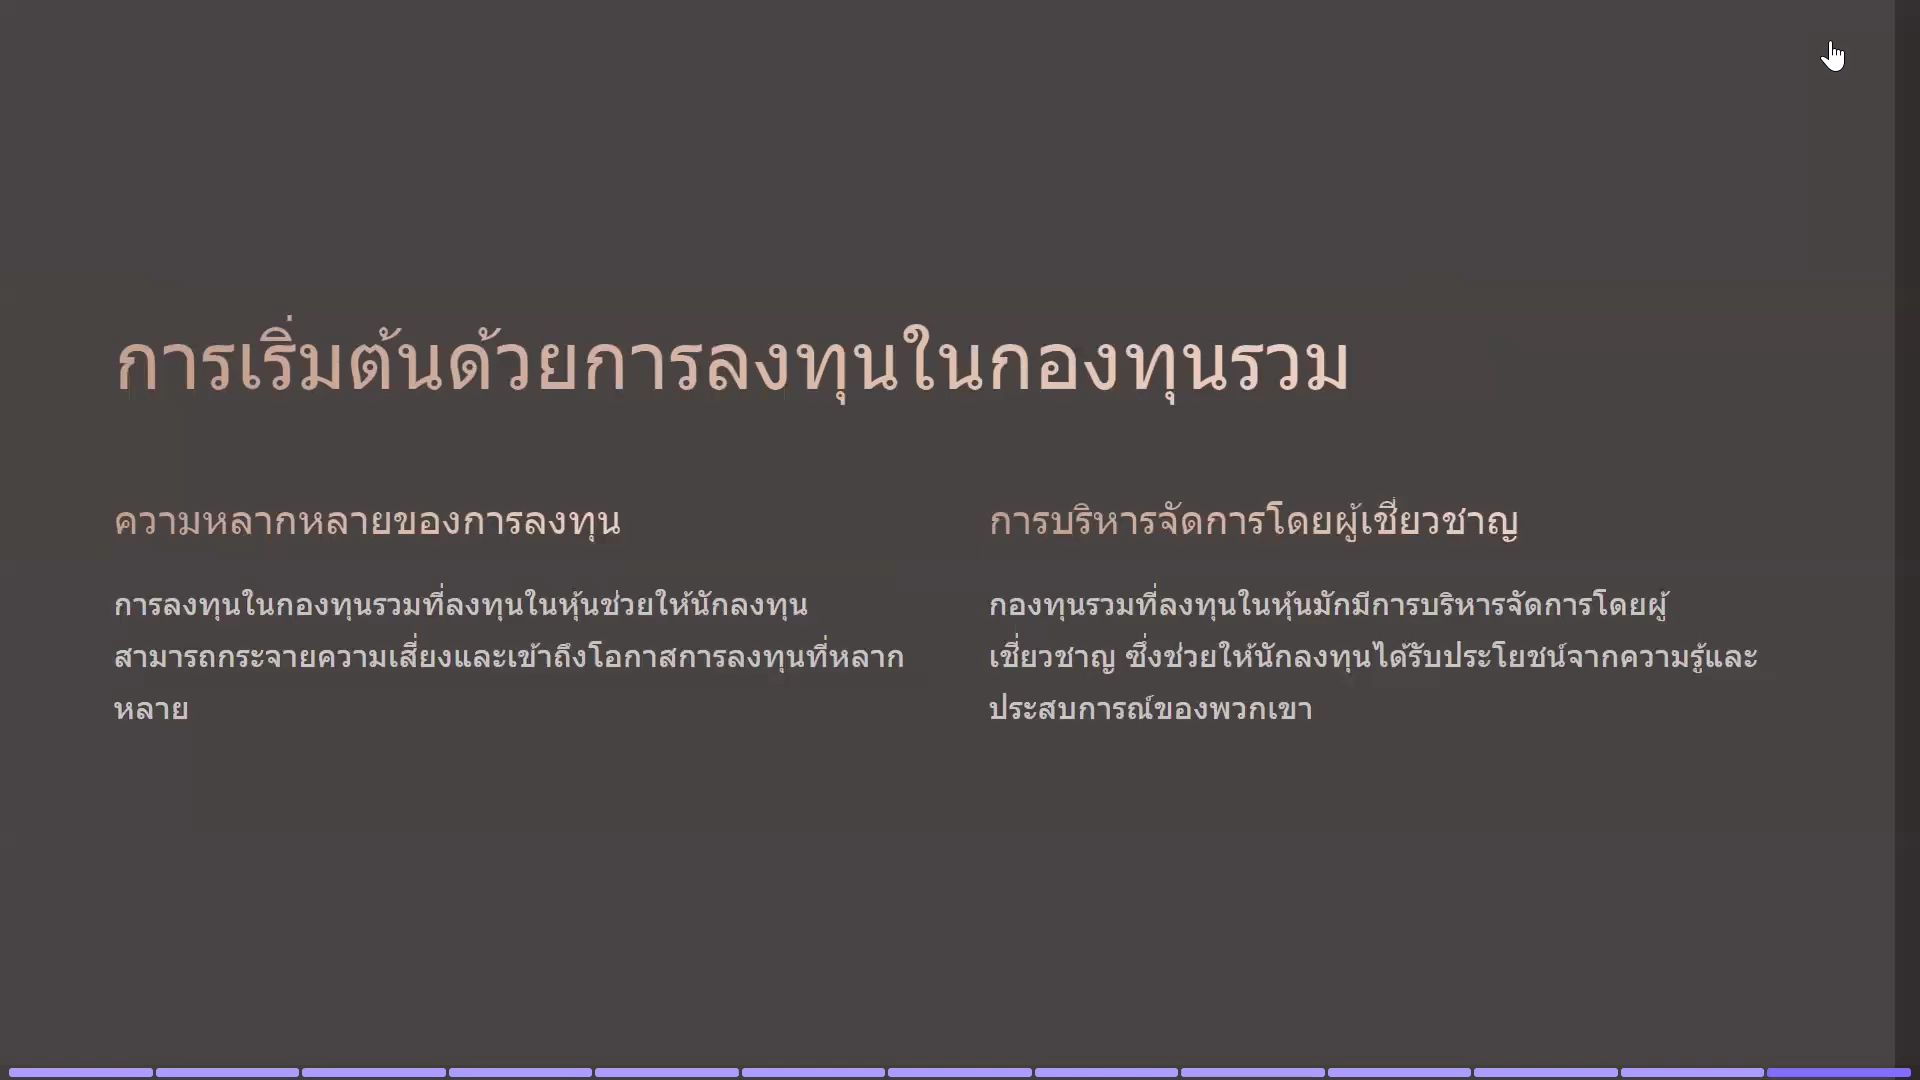 การเริ่มต้นด้วยการลงทุนในกองทุนรวม
ความหลากหลายของการลงทุน
การลงทุนในกองทุนรวมที่ลงทุนในหุ้นช่วยให้นักลงทุน
สามารถกระจายความเสี่ยงและเข้าถึงโอกาสการลงทุนที่หลาก
หลาย
การบริหารจัดการโดยผู้เชี่ยวชาญ
กองทุนรวมที่ลงทุนในหุ้นมักมีการบริหารจัดการโดยผู้
เชี่ยวชาญ ซึ่งช่วยให้นักลงทุนได้รับประโยชน์จากความรู้และ
ประสบการณ์ของพวกเขา